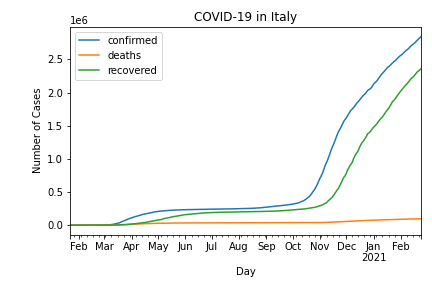 COVID-19 in Italy
1e6
confirmed
deaths
recovered
Number of Cases
2.5
2.0
1.5
1.0
0.5
0.0
Feb Mar Apr May Jun Jul Aug Sep Oct Nov Dec Jan Feb
2021
Day